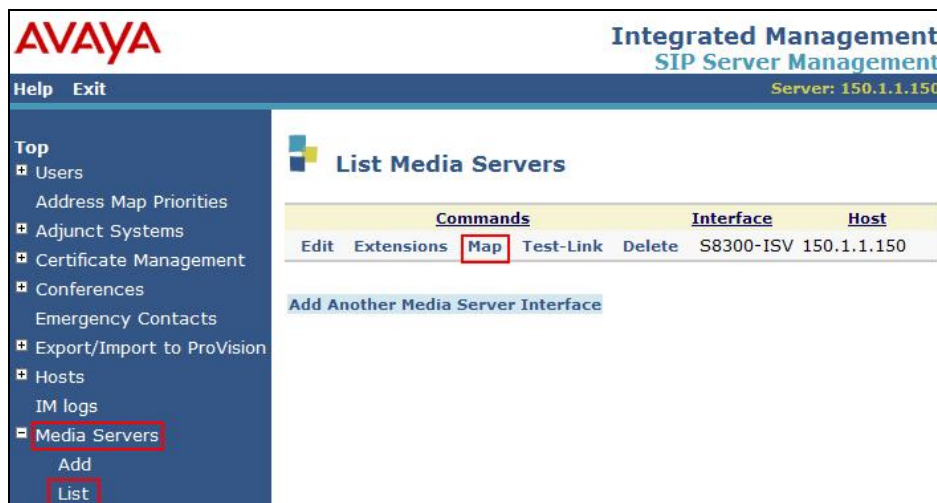 AVAYA
Integrated Management
SIP Server Management
Help Exit
Server: 150.1.1.150
Top
Users
Address Map Priorities
Adjunct Systems
Certificate Management
Conferences
Emergency Contacts
Export/Import to ProVision
Hosts
IM logs
Media Servers
Add
List
List Media Servers
Commands Interface Host
Edit Extensions Map Test-Link Delete S8300-ISV 150.1.1.150
Add Another Media Server Interface